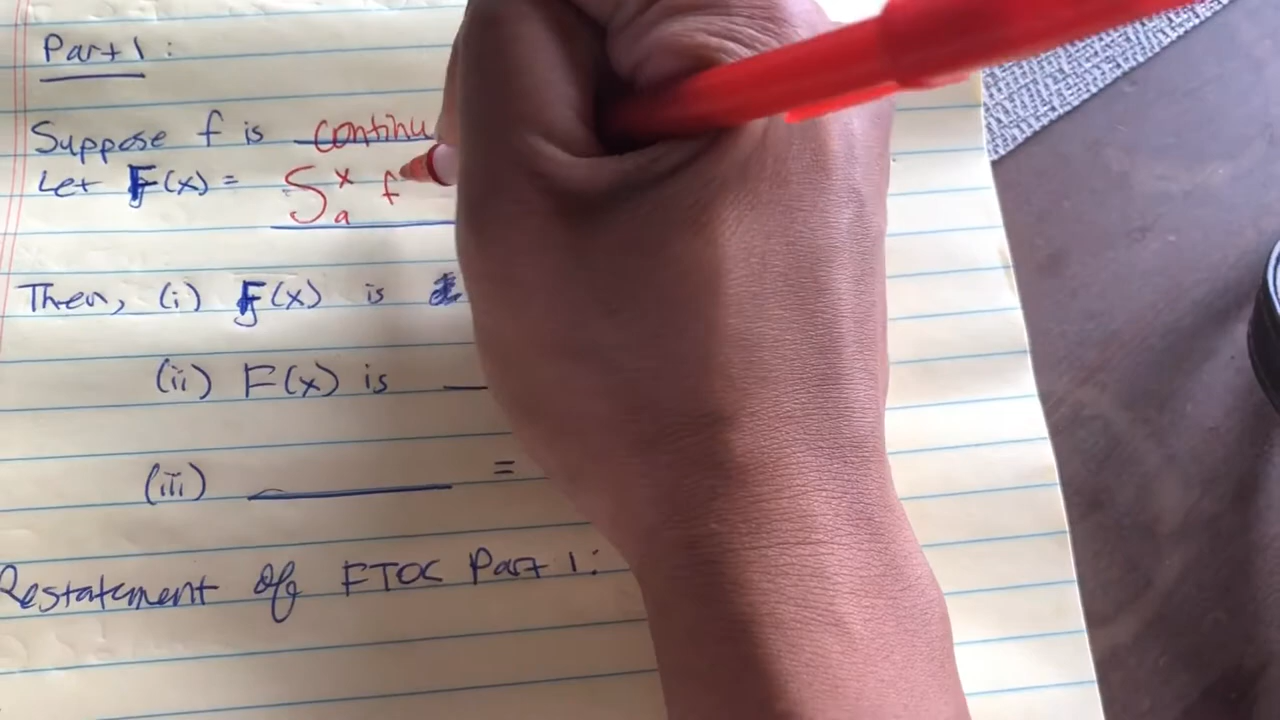 Part 1:
Suppose f is continu
Let F(x) = ∫ₐˣ f
Then, (i) F(x) is
(ii) F(x) is
(iii) =
Restatement of FTOC Part 1: